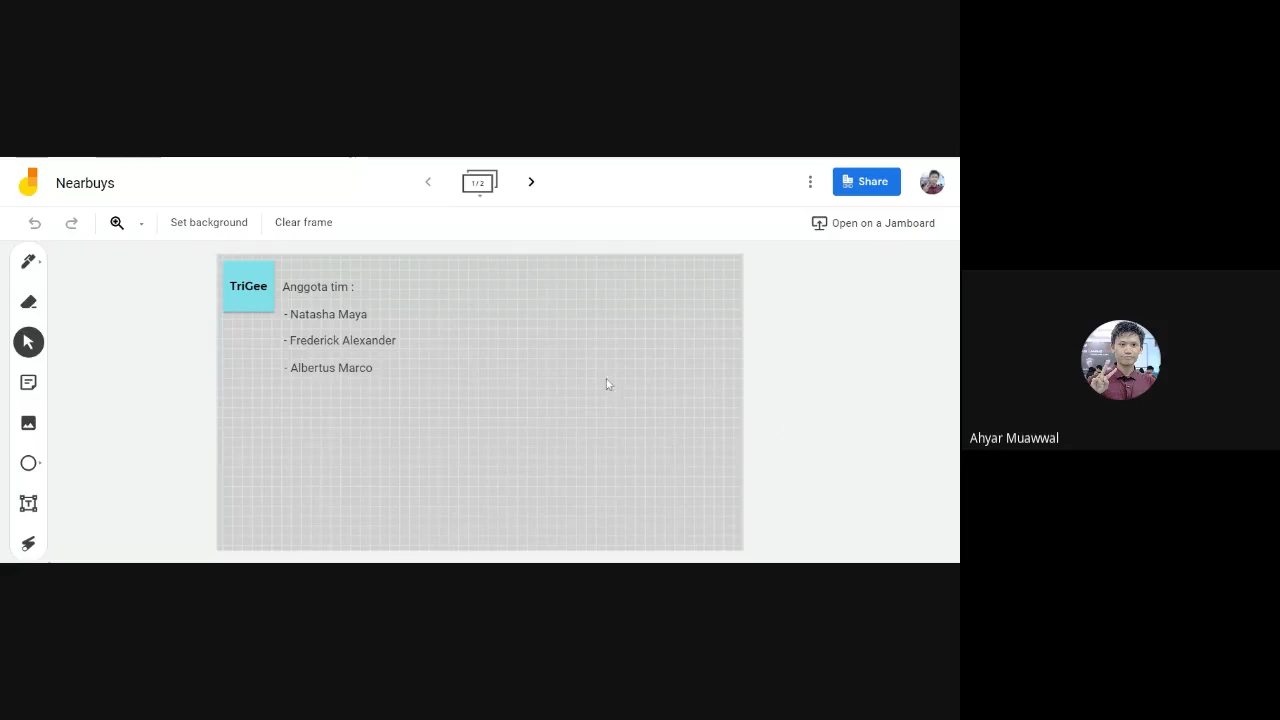 Nearbuys
1 / 2
Share
Set background
Clear frame
Open on a Jamboard
TriGee
Anggota tim :
- Natasha Maya
- Frederick Alexander
- Albertus Marco
Ahyar Muawwal